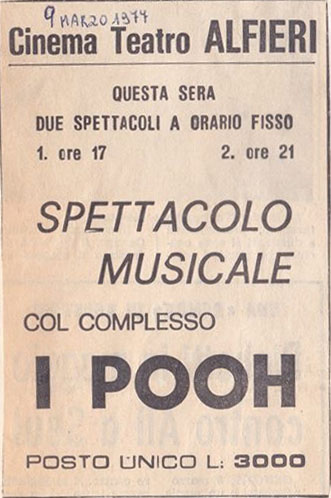 9 MARZO 1977
Cinema Teatro ALFIERI
QUESTA SERA
DUE SPETTACOLI A ORARIO FISSO
1. ore 17 2. ore 21
SPETTACOLO
MUSICALE
COL COMPLESSO
I POOH
POSTO UNICO L: 3000